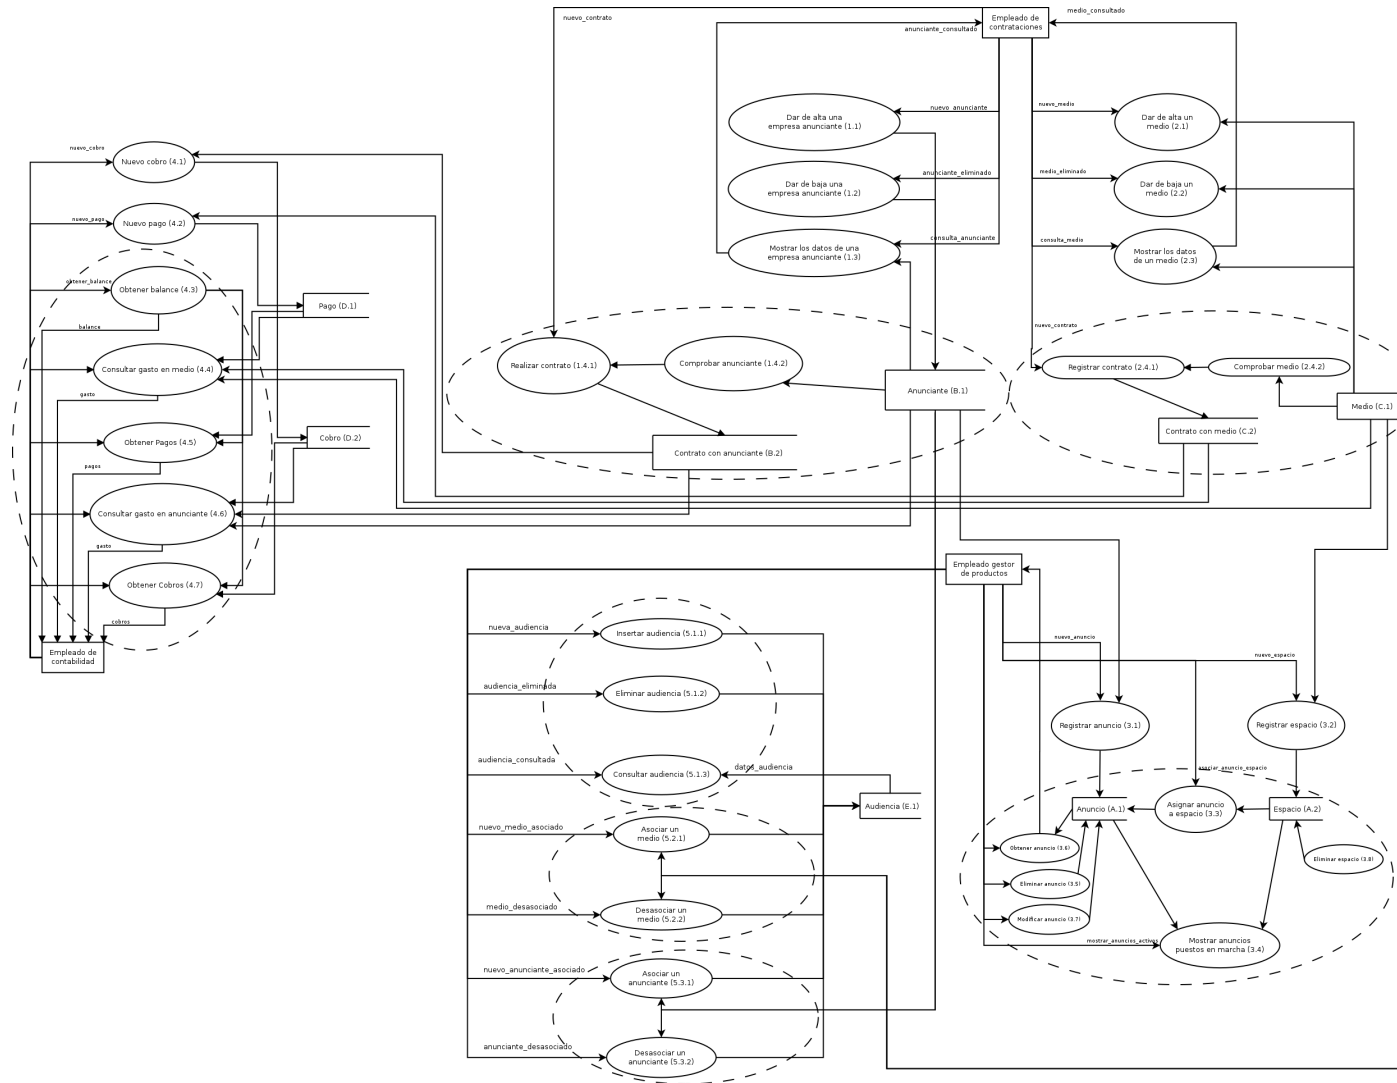 nuevo_contrato
Empleado de
contrataciones
medio_consultado
anunciante_consultado
nuevo_anunciante
nuevo_medio
Dar de alta una
empresa anunciante (1.1)
Dar de alta un
medio (2.1)
nuevo_cobro
Nuevo cobro (4.1)
anunciante_eliminado
medio_eliminado
Dar de baja una
empresa anunciante (1.2)
Dar de baja un
medio (2.2)
nuevo_pago
Nuevo pago (4.2)
consulta_anunciante
consulta_medio
Mostrar los datos de una
empresa anunciante (1.3)
Mostrar los datos
de un medio (2.3)
obtener_balance
Obtener balance (4.3)
Pago (D.1)
balance
nuevo_contrato
Consultar gasto en medio (4.4)
Realizar contrato (1.4.1)
Comprobar anunciante (1.4.2)
Registrar contrato (2.4.1)
Comprobar medio (2.4.2)
Anunciante (B.1)
gasto
Medio (C.1)
Obtener Pagos (4.5)
Cobro (D.2)
Contrato con medio (C.2)
Contrato con anunciante (B.2)
pagos
Consultar gasto en anunciante (4.6)
gasto
Obtener Cobros (4.7)
Empleado gestor
de productos
cobros
Empleado de
contabilidad
nueva_audiencia
Insertar audiencia (5.1.1)
nuevo_anuncio
nuevo_espacio
audiencia_eliminada
Eliminar audiencia (5.1.2)
Registrar anuncio (3.1)
Registrar espacio (3.2)
audiencia_consultada
Consultar audiencia (5.1.3)
datos_audiencia
asociar_anuncio_espacio
Audiencia (E.1)
Anuncio (A.1)
Asignar anuncio
a espacio (3.3)
Espacio (A.2)
nuevo_medio_asociado
Asociar un
medio (5.2.1)
Obtener anuncio (3.6)
Eliminar espacio (3.8)
Eliminar anuncio (3.5)
medio_desasociado
Desasociar un
medio (5.2.2)
Modificar anuncio (3.7)
mostrar_anuncios_activos
Mostrar anuncios
puestos en marcha (3.4)
nuevo_anunciante_asociado
Asociar un
anunciante (5.3.1)
anunciante_desasociado
Desasociar un
anunciante (5.3.2)